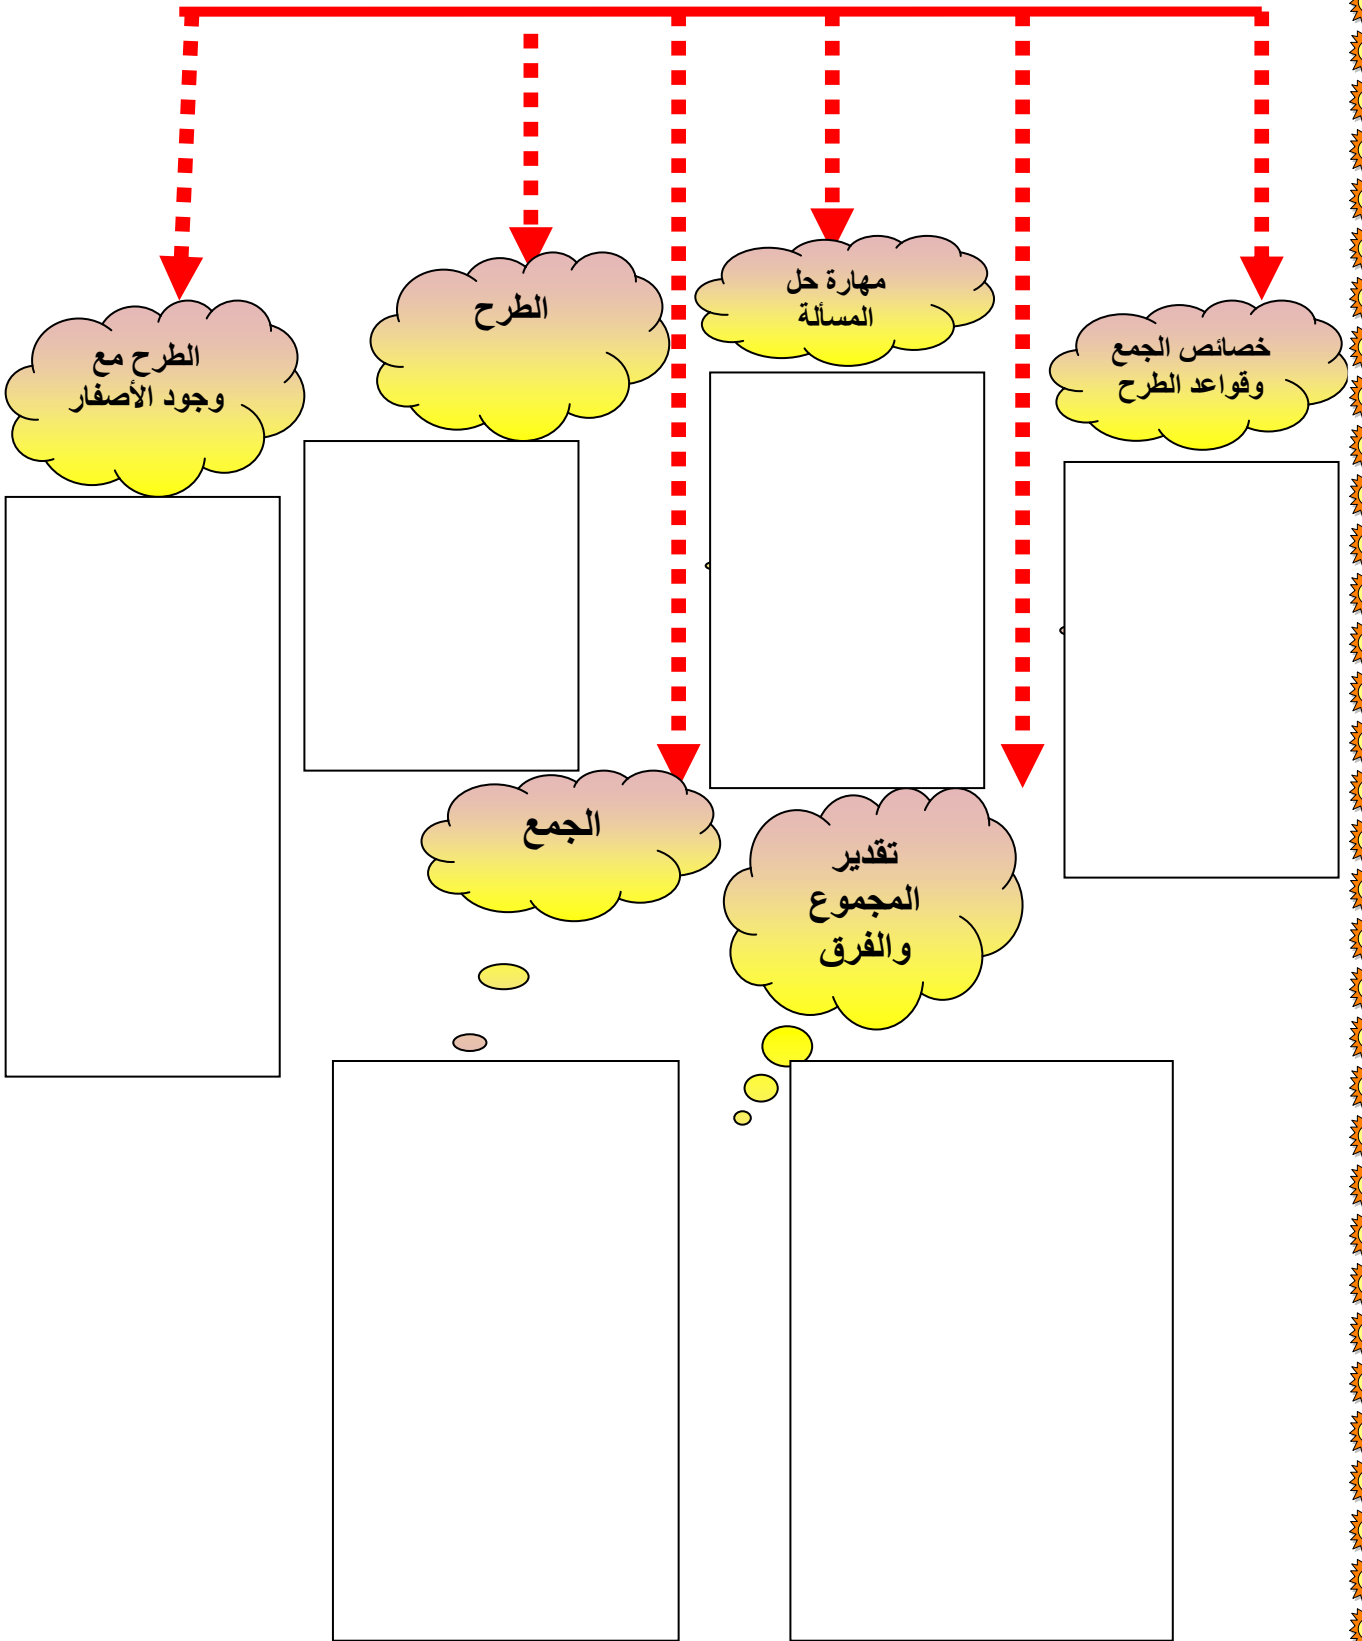 مهارة حل
المسألة
الطرح
خصائص الجمع
وقواعد الطرح
الطرح مع
وجود الأصفار
الجمع
تقدير
المجموع
والفرق